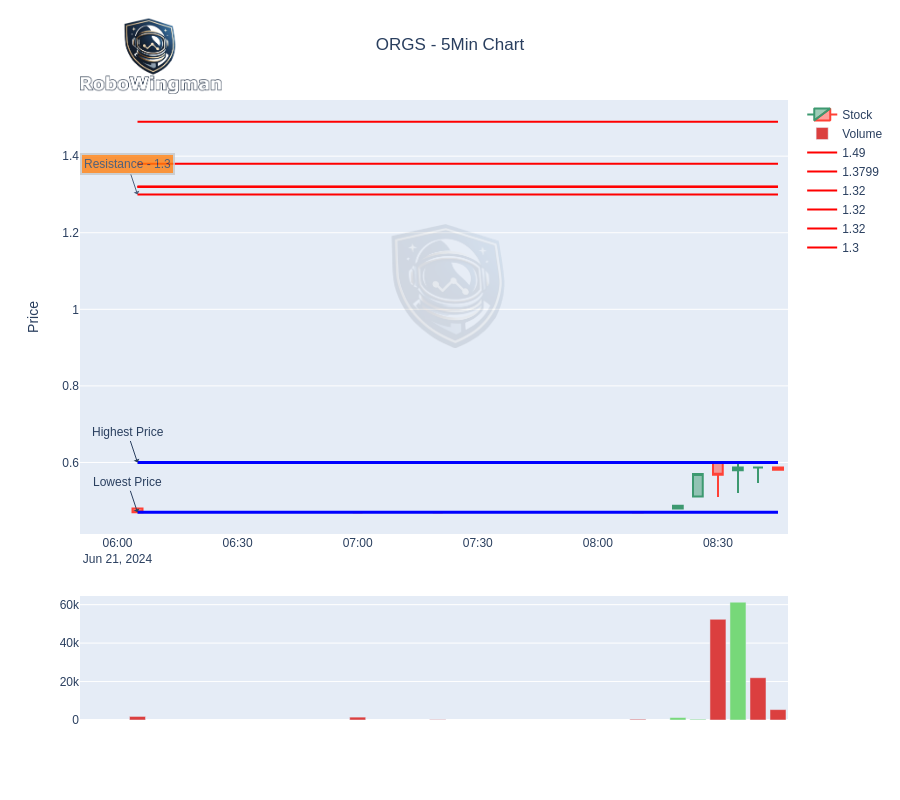 RoboWingman
ORGS - 5Min Chart
Stock
Volume
1.49
1.3799
1.32
1.32
1.32
1.3
Price
1.4
1.2
1
0.8
0.6
Resistance - 1.3
Highest Price
Lowest Price
06:00
06:30
07:00
07:30
08:00
08:30
Jun 21, 2024
60k
40k
20k
0